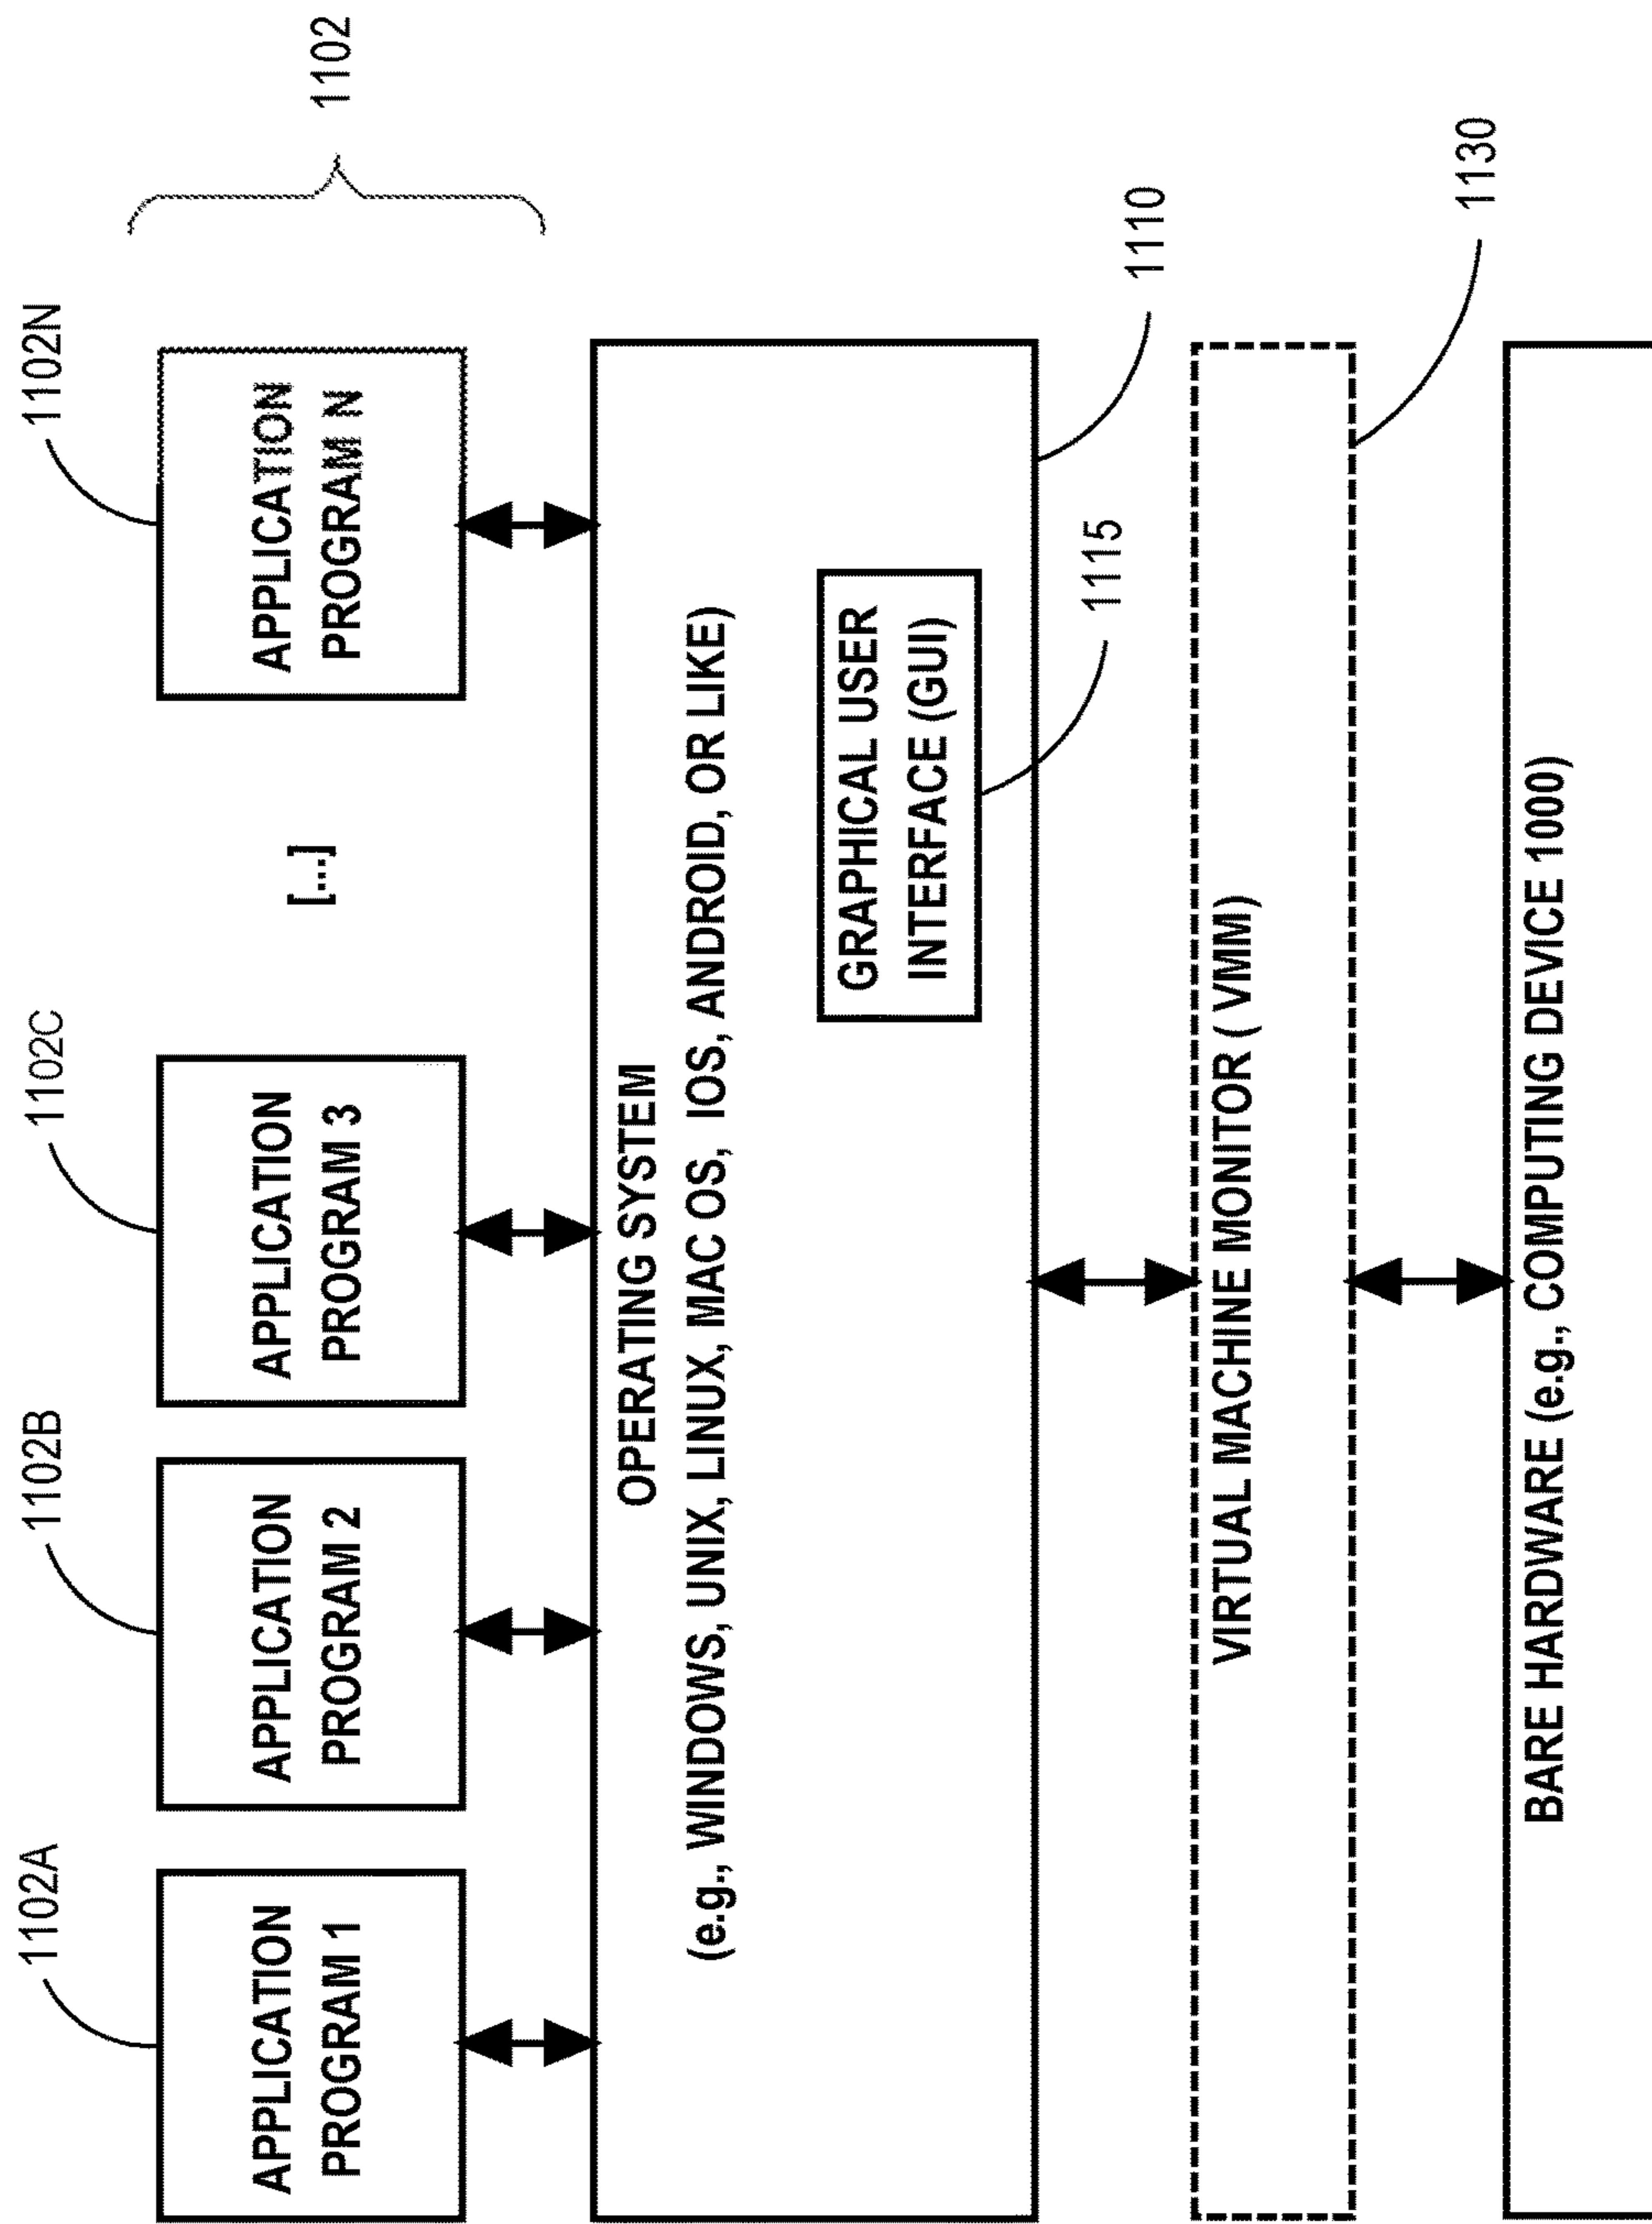 1102
1102A
1102B
1102C
1102N
APPLICATION
PROGRAM 1
APPLICATION
PROGRAM 2
APPLICATION
PROGRAM 3
[...]
APPLICATION
PROGRAM N
OPERATING SYSTEM
(e.g., WINDOWS, UNIX, LINUX, MAC OS, IOS, ANDROID, OR LIKE)
GRAPHICAL USER
INTERFACE (GUI)
1115
1110
VIRTUAL MACHINE MONITOR ( VMM)
1130
BARE HARDWARE (e.g., COMPUTING DEVICE 1000)